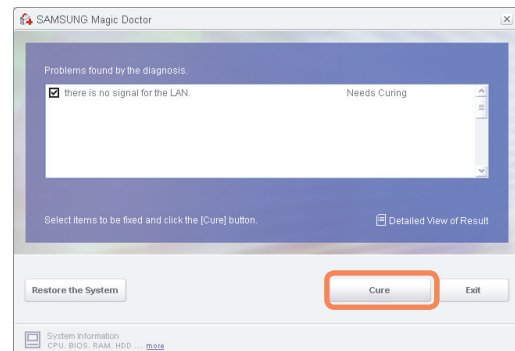 SAMSUNG Magic Doctor
Problems found by the diagnosis.
there is no signal for the LAN. Needs Curing
Select items to be fixed and click the [Cure] button. Detailed View of Result
Restore the System Cure Exit
System Information
CPU. BIOS. RAM. HDD .... more